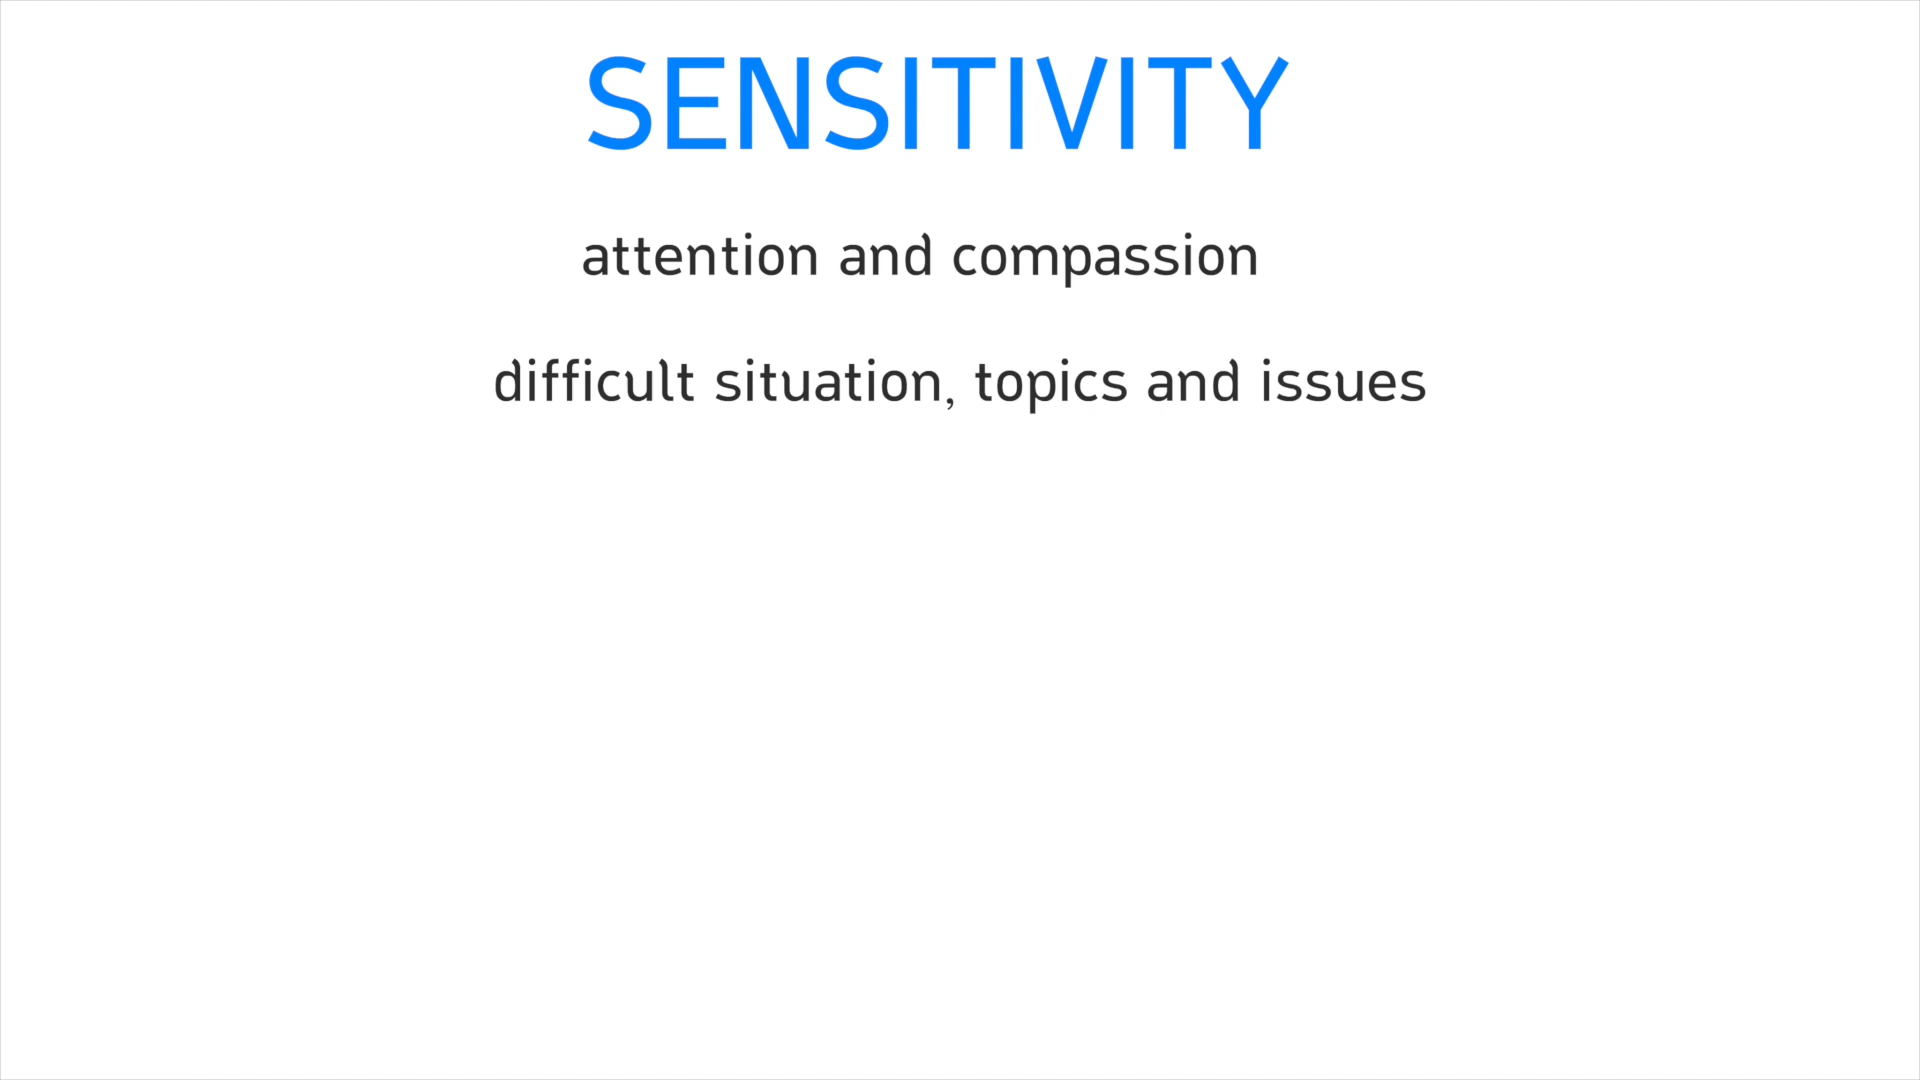 SENSITIVITY
attention and compassion
difficult situation, topics and issues